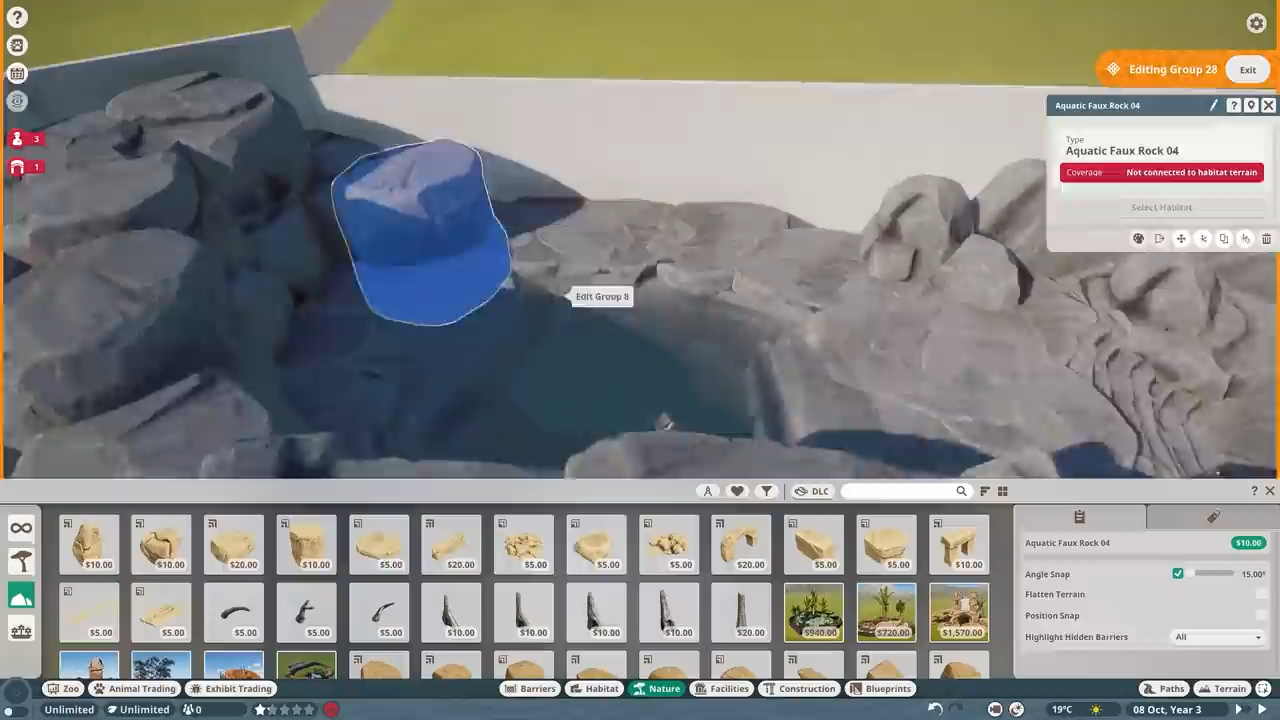 ?
Editing Group 28
Exit
3
1
Aquatic Faux Rock 04
?
Type
Aquatic Faux Rock 04
Coverage
Not connected to habitat terrain
Select Habitat
Edit Group 8
DLC
?
$10.00 $10.00 $20.00 $10.00 $5.00 $20.00 $5.00 $5.00 $5.00 $20.00 $5.00 $5.00 $10.00
$5.00 $5.00 $5.00 $5.00 $5.00 $10.00 $10.00 $10.00 $10.00 $20.00 $940.00 $720.00 $1,570.00
Aquatic Faux Rock 04
$10.00
Angle Snap
15.00°
Flatten Terrain
Position Snap
Highlight Hidden Barriers
All
Zoo
Animal Trading
Exhibit Trading
Barriers
Habitat
Nature
Facilities
Construction
Blueprints
Paths
Terrain
Unlimited
Unlimited
0
19°C
08 Oct, Year 3